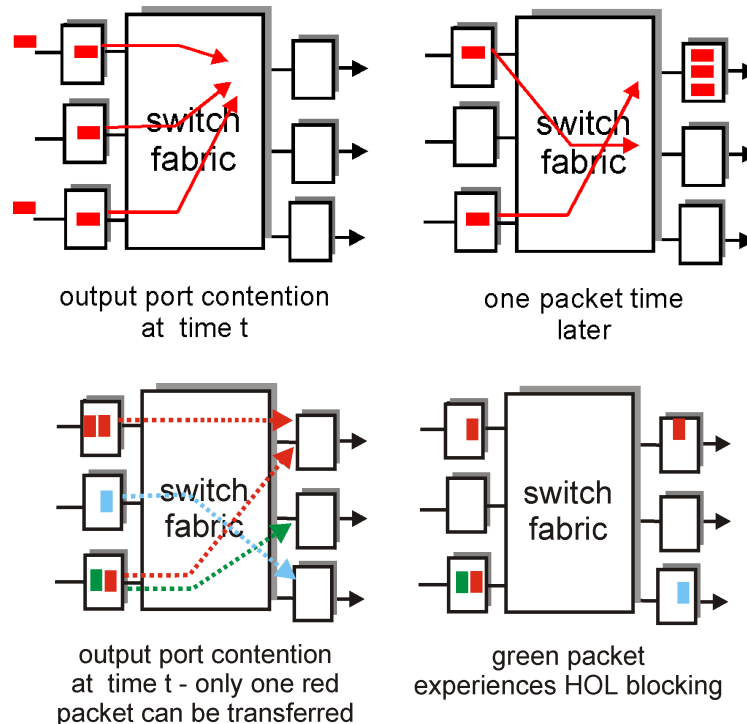 switch
fabric
output port contention
at time t
switch
fabric
one packet time
later
switch
fabric
output port contention
at time t - only one red
packet can be transferred
switch
fabric
green packet
experiences HOL blocking